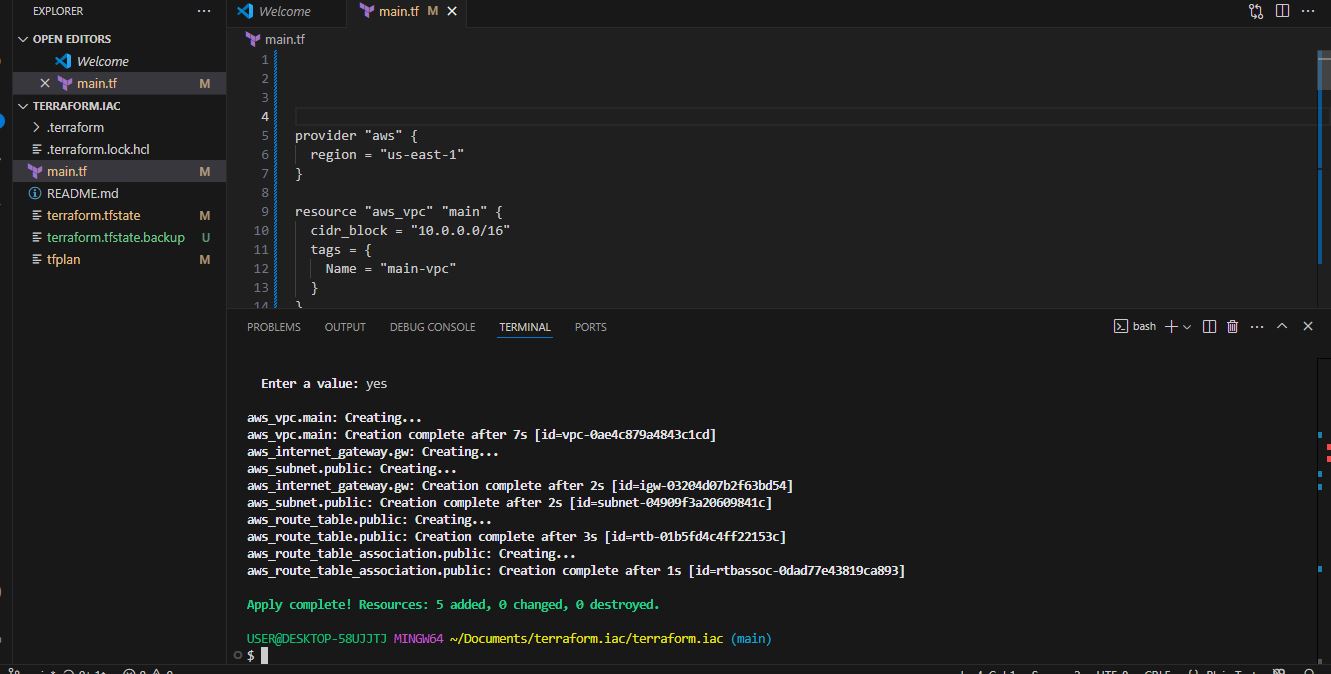 EXPLORER
OPEN EDITORS
Welcome
main.tf M
TERRAFORM.IAC
.terraform
.terraform.lock.hcl
main.tf M
README.md
terraform.tfstate M
terraform.tfstate.backup U
tfplan M
Welcome
main.tf M
main.tf
1
2
3
4
5 provider "aws" {
6 region = "us-east-1"
7 }
8
9 resource "aws_vpc" "main" {
10 cidr_block = "10.0.0.0/16"
11 tags = {
12 Name = "main-vpc"
13 }
14 }
PROBLEMS OUTPUT DEBUG CONSOLE TERMINAL PORTS
bash
Enter a value: yes
aws_vpc.main: Creating...
aws_vpc.main: Creation complete after 7s [id=vpc-0ae4c879a4843c1cd]
aws_internet_gateway.gw: Creating...
aws_subnet.public: Creating...
aws_internet_gateway.gw: Creation complete after 2s [id=igw-03204d07b2f63bd54]
aws_subnet.public: Creation complete after 2s [id=subnet-04909f3a20609841c]
aws_route_table.public: Creating...
aws_route_table.public: Creation complete after 3s [id=rtb-01b5fd4c4ff22153c]
aws_route_table_association.public: Creating...
aws_route_table_association.public: Creation complete after 1s [id=rtbassoc-0dad77e43819ca893]
Apply complete! Resources: 5 added, 0 changed, 0 destroyed.
USER@DESKTOP-58UJJTJ MINGW64 ~/Documents/terraform.iac/terraform.iac (main)
$